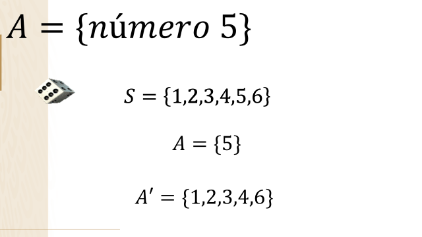 A = {número 5}
S = {1,2,3,4,5,6}
A = {5}
A′ = {1,2,3,4,6}